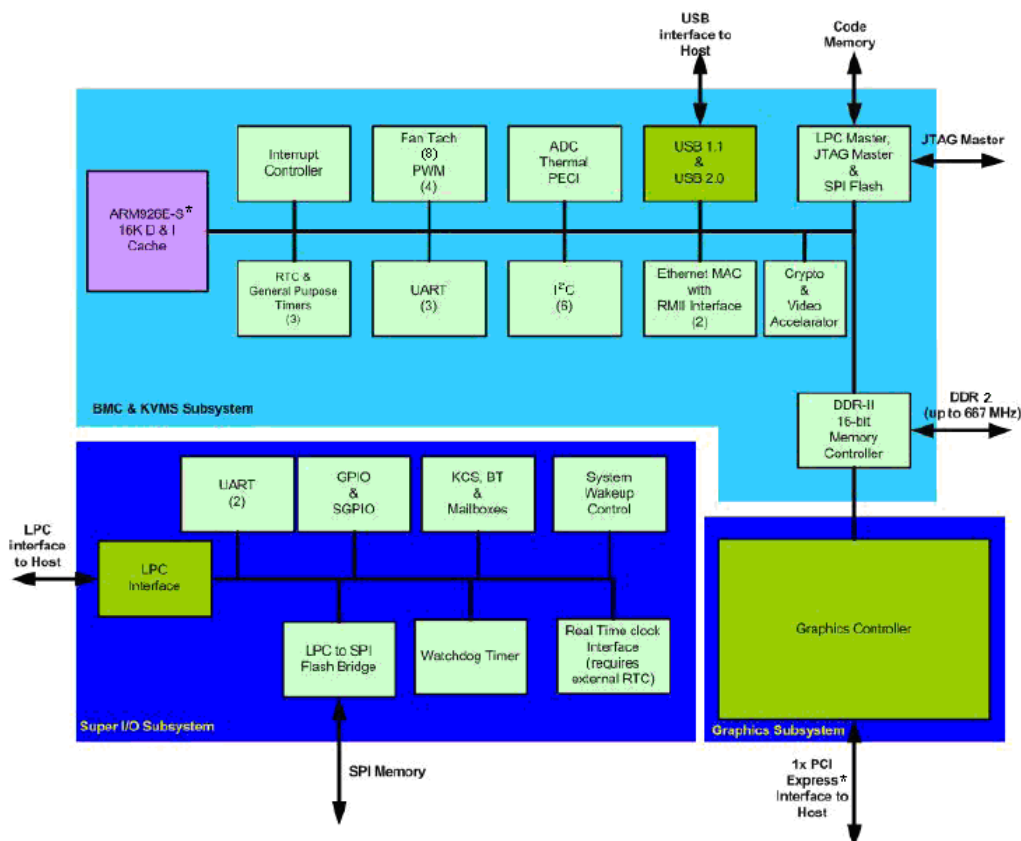 USB
interface to
Host
Code
Memory
Interrupt
Controller
Fan Tach
(8)
PWM
(4)
ADC
Thermal
PECI
USB 1.1
&
USB 2.0
LPC Master,
JTAG Master
&
SPI Flash
JTAG Master
ARM926E-S*
16K D & I
Cache
RTC &
General Purpose
Timers
(3)
UART
(3)
I²C
(6)
Ethernet MAC
with
RMII Interface
(2)
Crypto
&
Video
Accelarator
BMC & KVMS Subsystem
DDR-II
16-bit
Memory
Controller
DDR 2
(up to 667 MHz)
UART
(2)
GPIO
&
SGPIO
KCS, BT
&
Mailboxes
System
Wakeup
Control
LPC
interface
to Host
LPC
Interface
LPC to SPI
Flash Bridge
Watchdog Timer
Real Time clock
Interface
(requires
external RTC)
Graphics Controller
Super I/O Subsystem
Graphics Subsystem
SPI Memory
1x PCI
Express*
Interface to
Host